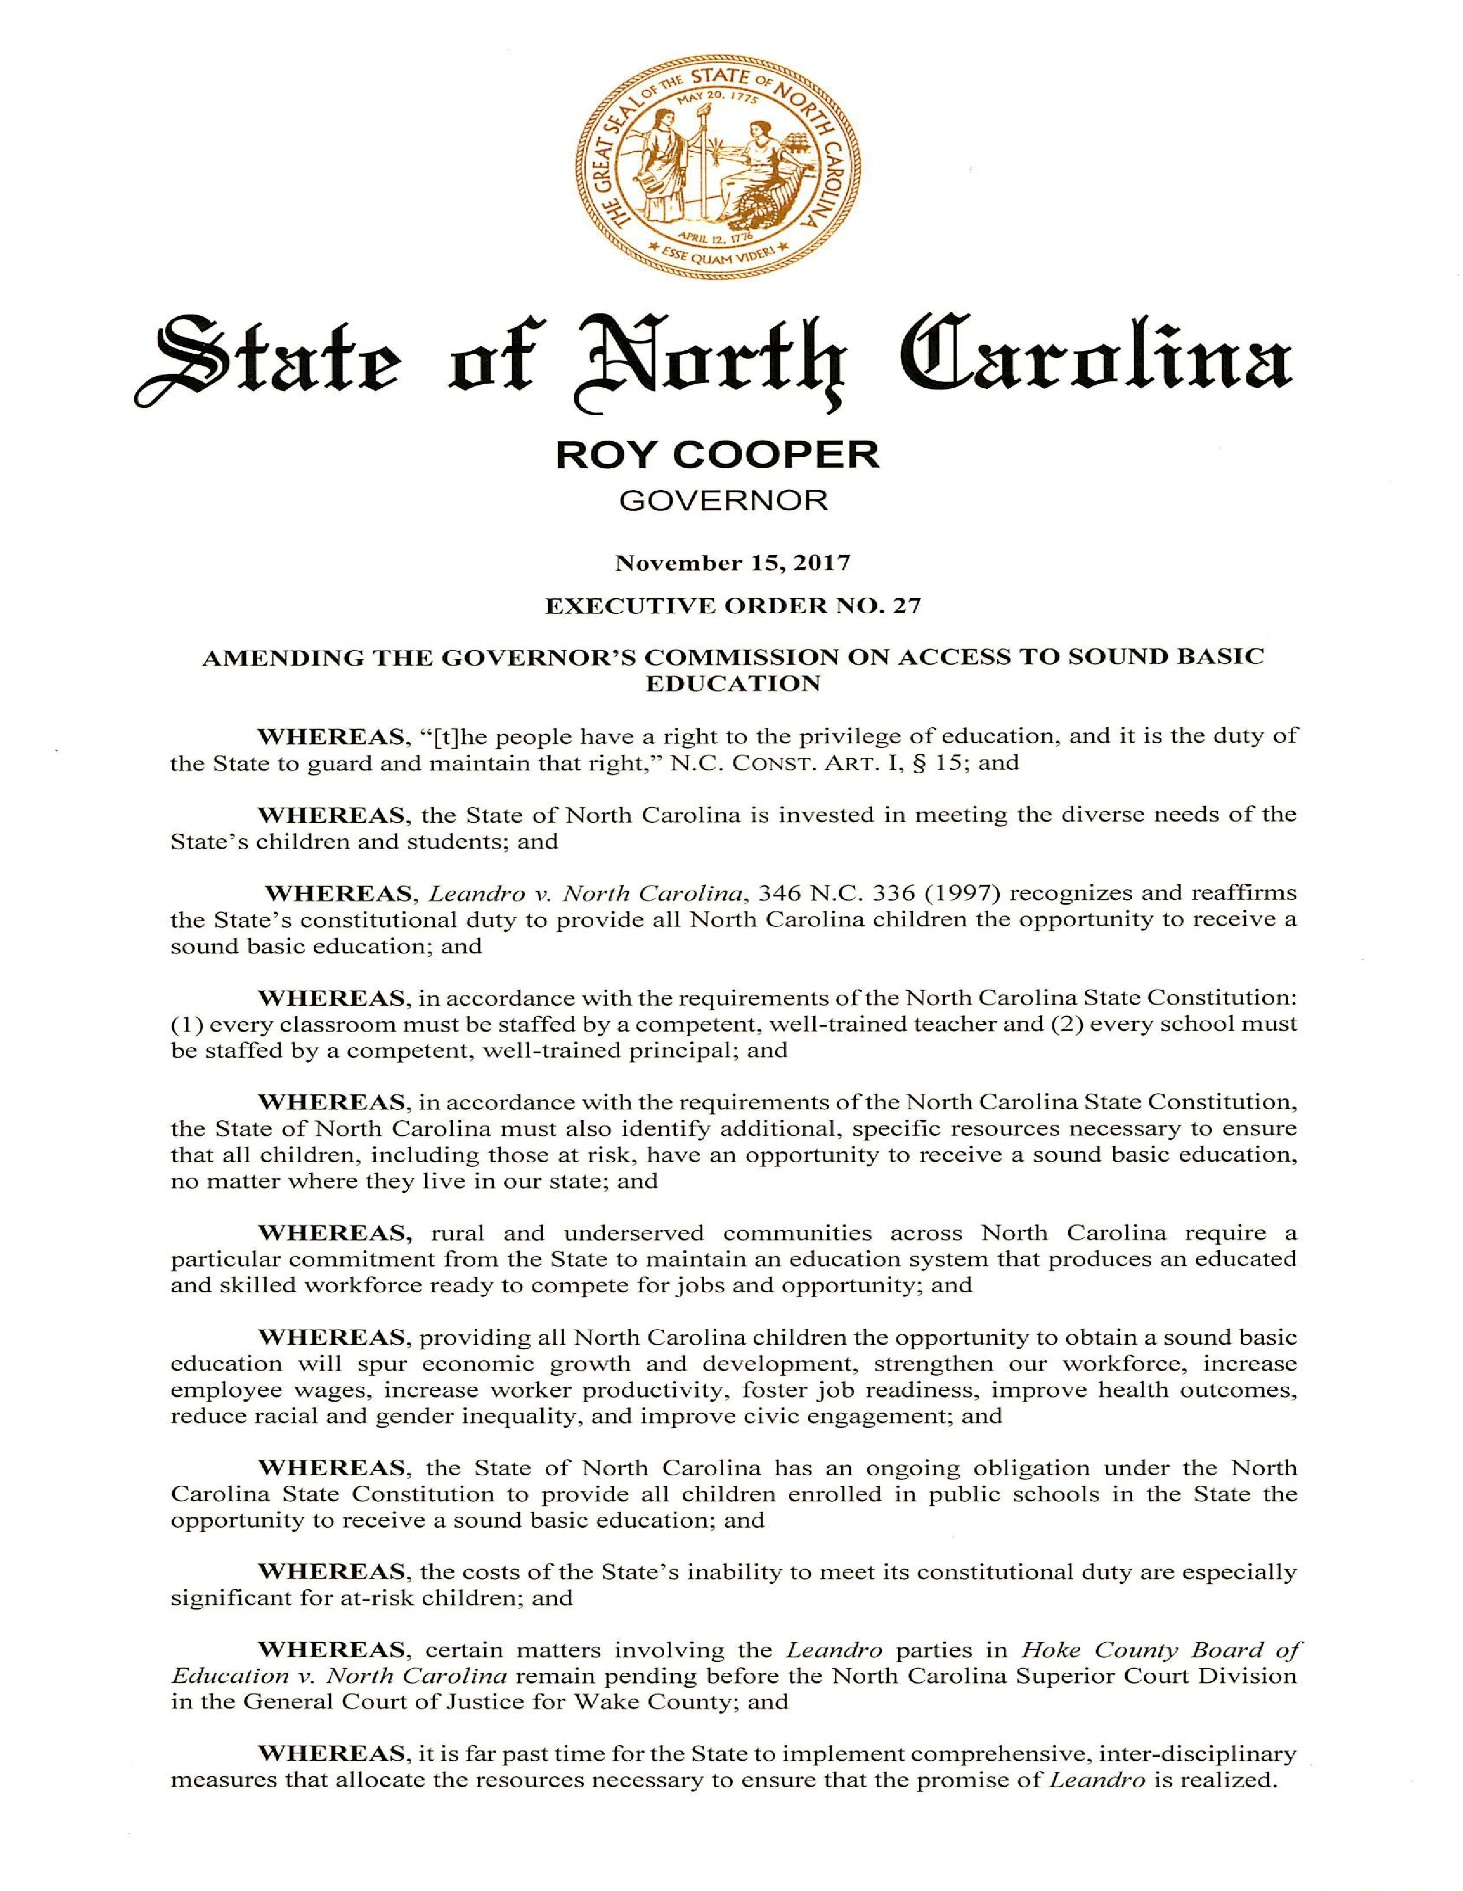 THE GREAT SEAL OF THE STATE OF NORTH CAROLINA
MAY 20, 1775
APRIL 12, 1776
★ ESSE QUAM VIDERI ★
State of North Carolina
ROY COOPER
GOVERNOR
November 15, 2017
EXECUTIVE ORDER NO. 27
AMENDING THE GOVERNOR’S COMMISSION ON ACCESS TO SOUND BASIC
EDUCATION
WHEREAS, “[t]he people have a right to the privilege of education, and it is the duty of
the State to guard and maintain that right,” N.C. CONST. ART. I, § 15; and
WHEREAS, the State of North Carolina is invested in meeting the diverse needs of the
State’s children and students; and
WHEREAS, Leandro v. North Carolina, 346 N.C. 336 (1997) recognizes and reaffirms
the State’s constitutional duty to provide all North Carolina children the opportunity to receive a
sound basic education; and
WHEREAS, in accordance with the requirements of the North Carolina State Constitution:
(1) every classroom must be staffed by a competent, well-trained teacher and (2) every school must
be staffed by a competent, well-trained principal; and
WHEREAS, in accordance with the requirements of the North Carolina State Constitution,
the State of North Carolina must also identify additional, specific resources necessary to ensure
that all children, including those at risk, have an opportunity to receive a sound basic education,
no matter where they live in our state; and
WHEREAS, rural and underserved communities across North Carolina require a
particular commitment from the State to maintain an education system that produces an educated
and skilled workforce ready to compete for jobs and opportunity; and
WHEREAS, providing all North Carolina children the opportunity to obtain a sound basic
education will spur economic growth and development, strengthen our workforce, increase
employee wages, increase worker productivity, foster job readiness, improve health outcomes,
reduce racial and gender inequality, and improve civic engagement; and
WHEREAS, the State of North Carolina has an ongoing obligation under the North
Carolina State Constitution to provide all children enrolled in public schools in the State the
opportunity to receive a sound basic education; and
WHEREAS, the costs of the State’s inability to meet its constitutional duty are especially
significant for at-risk children; and
WHEREAS, certain matters involving the Leandro parties in Hoke County Board of
Education v. North Carolina remain pending before the North Carolina Superior Court Division
in the General Court of Justice for Wake County; and
WHEREAS, it is far past time for the State to implement comprehensive, inter-disciplinary
measures that allocate the resources necessary to ensure that the promise of Leandro is realized.